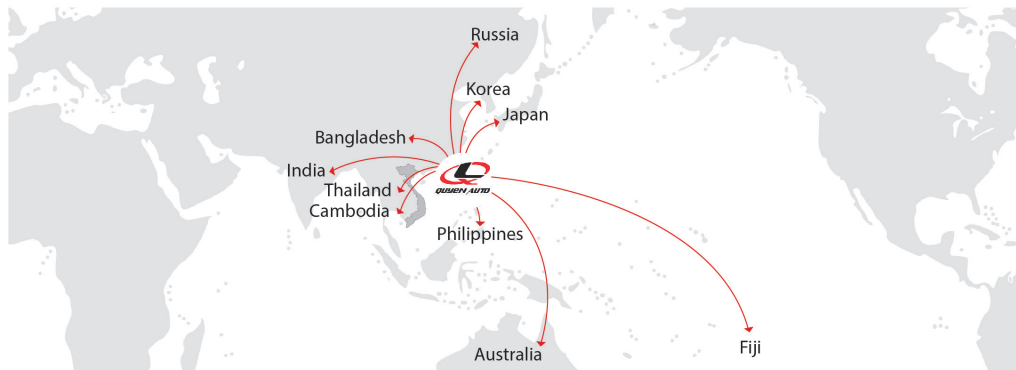 Russia
Korea
Japan
Bangladesh
India
Thailand
Cambodia
QUYEN AUTO
Philippines
Australia
Fiji